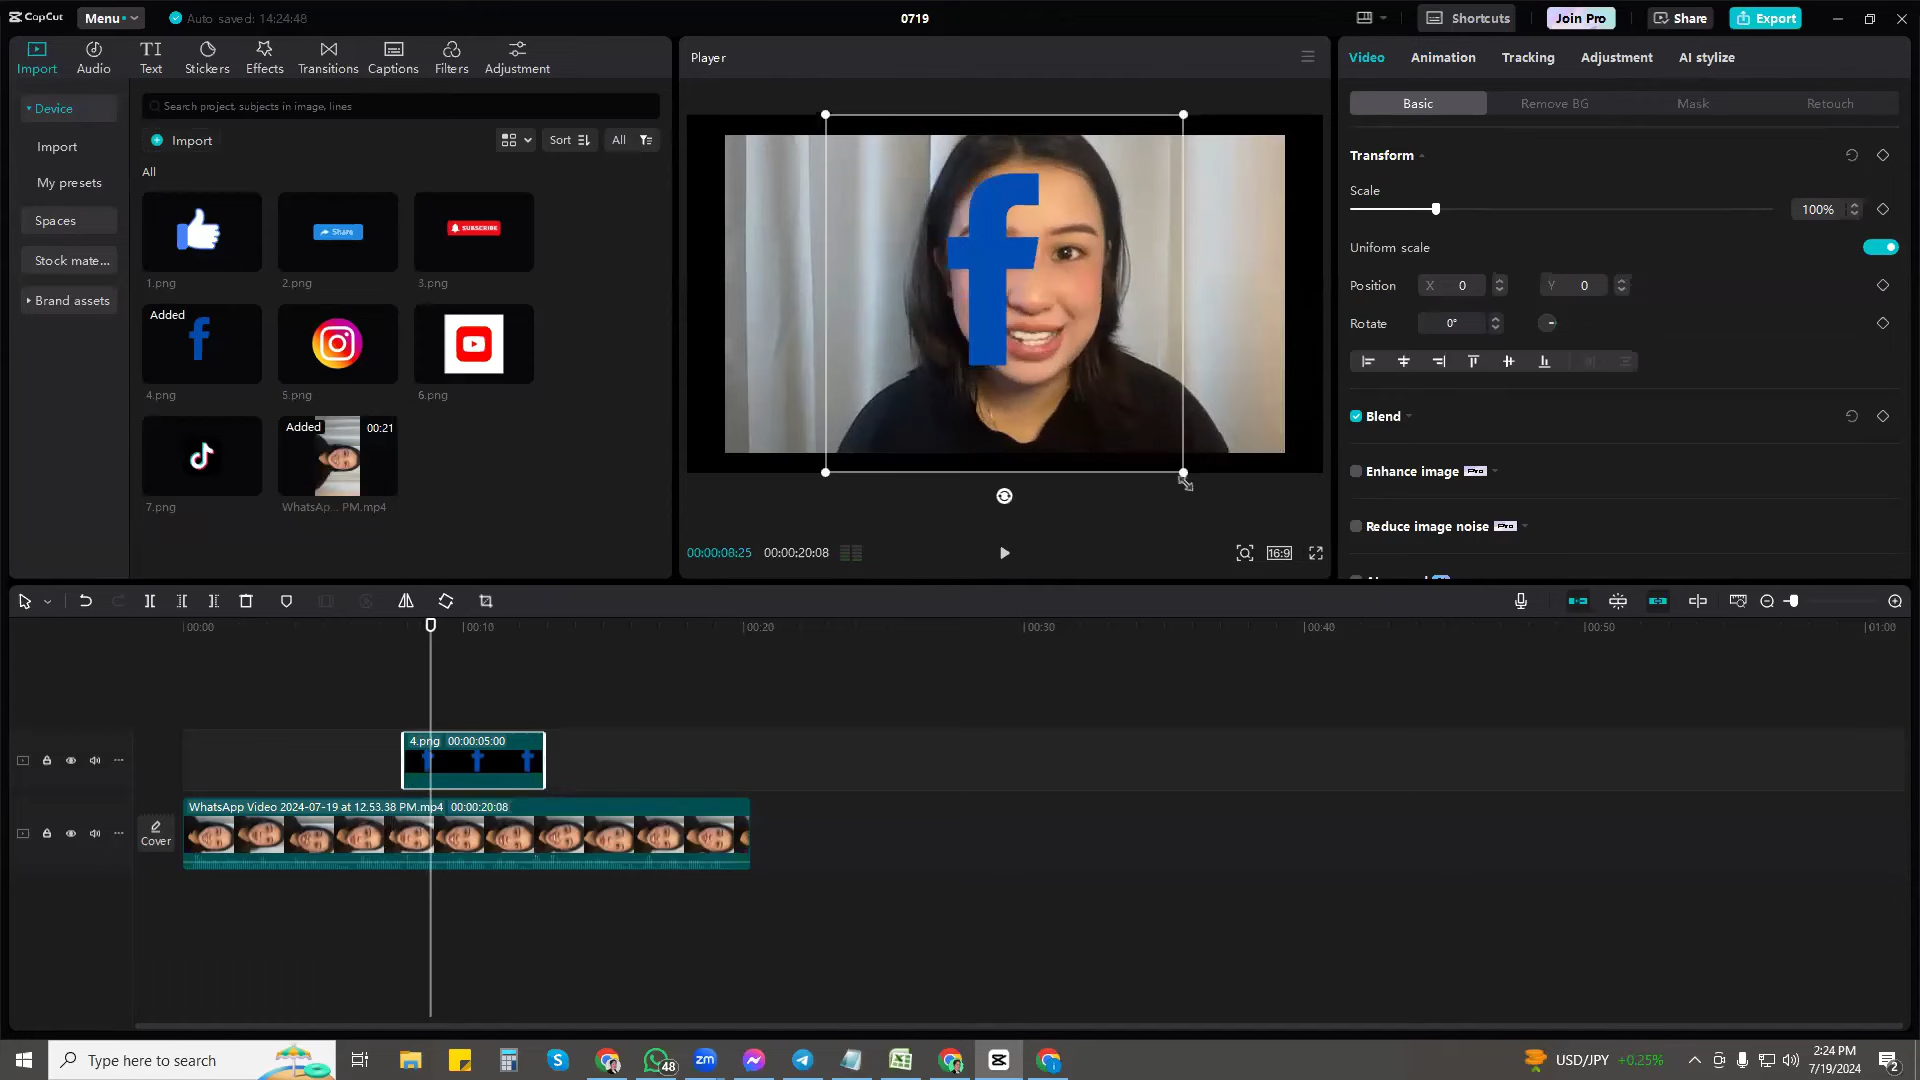 CapCut
Menu
Auto saved: 14:24:48
0719
Shortcuts
Join Pro
Share
Export
Import
Audio
TI
Text
Stickers
Effects
Transitions
Captions
Filters
Adjustment
Device
Import
My presets
Spaces
Stock mate...
Brand assets
Search project, subjects in image, lines
Import
Sort
All
All
Share
SUBSCRIBE
1.png
2.png
3.png
Added
4.png
5.png
6.png
Added
00:21
7.png
WhatsAp... PM.mp4
Player
00:00:08:25
00:00:20:08
16:9
Video
Animation
Tracking
Adjustment
AI stylize
Basic
Remove BG
Mask
Retouch
Transform
Scale
100%
Uniform scale
Position
X 0
Y 0
Rotate
0°
Blend
Enhance image Pro
Reduce image noise Pro
00:00
00:10
00:20
00:30
00:40
00:50
01:00
4.png 00:00:05:00
WhatsApp Video 2024-07-19 at 12.53.38 PM.mp4 00:00:20:08
Cover
Type here to search
48
zm
USD/JPY +0.25%
2:24 PM
7/19/2024
2